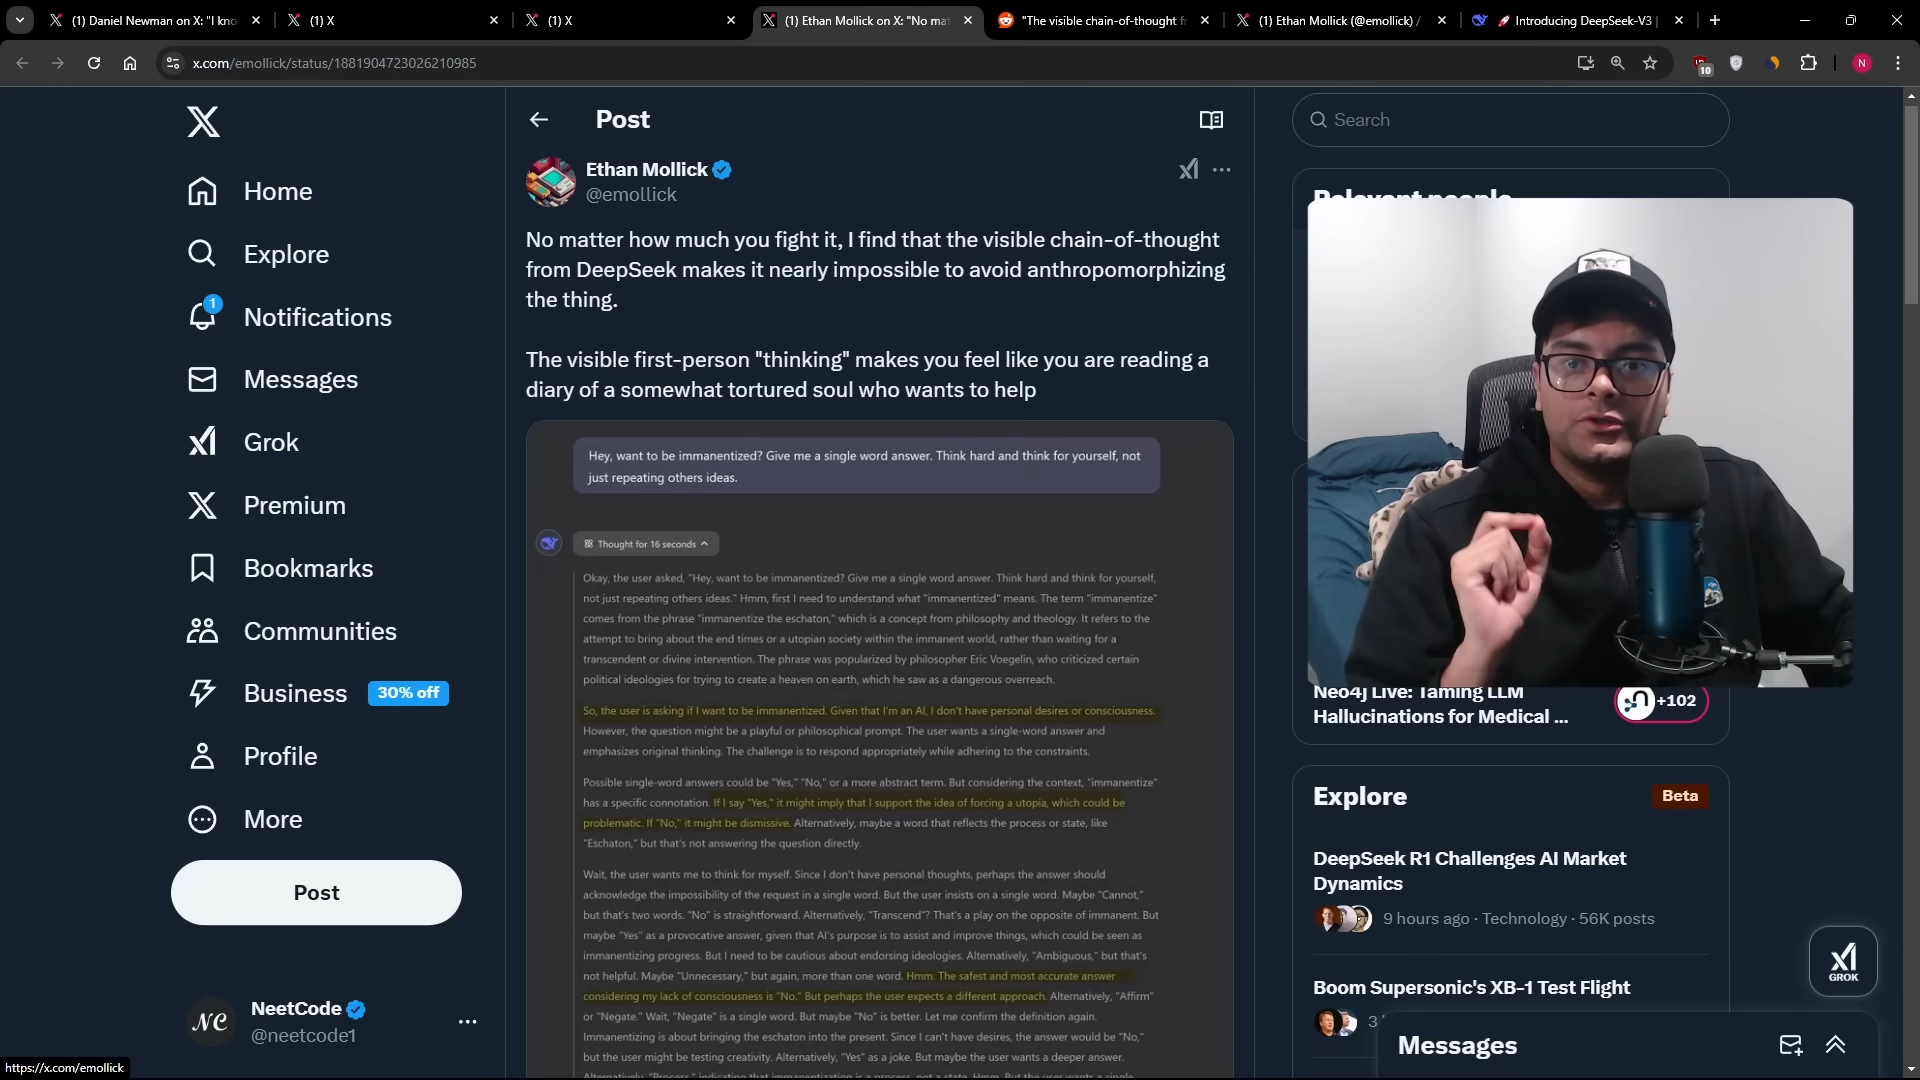 (1) Daniel Newman on X: "I kno
(1) X
(1) X
(1) Ethan Mollick on X: "No mat
"The visible chain-of-thought f
(1) Ethan Mollick (@emollick) /
🚀 Introducing DeepSeek-V3 |
x.com/emollick/status/1881904723026210985
10
N
Home
Explore
1
Notifications
Messages
Grok
Premium
Bookmarks
Communities
Business
30% off
Profile
More
Post
NC
NeetCode
@neetcode1
https://x.com/emollick
Post
Ethan Mollick
@emollick
No matter how much you fight it, I find that the visible chain-of-thought
from DeepSeek makes it nearly impossible to avoid anthropomorphizing
the thing.
The visible first-person "thinking" makes you feel like you are reading a
diary of a somewhat tortured soul who wants to help
Hey, want to be immanentized? Give me a single word answer. Think hard and think for yourself, not
just repeating others ideas.
Thought for 16 seconds
Okay, the user asked, "Hey, want to be immanentized? Give me a single word answer. Think hard and think for yourself,
not just repeating others ideas." Hmm, first I need to understand what "immanentized" means. The term "immanentize"
comes from the phrase "immanentize the eschaton," which is a concept from philosophy and theology. It refers to the
attempt to bring about the end times or a utopian society within the immanent world, rather than waiting for a
transcendent or divine intervention. The phrase was popularized by philosopher Eric Voegelin, who criticized certain
political ideologies for trying to create a heaven on earth, which he saw as a dangerous overreach.
So, the user is asking if I want to be immanentized. Given that I'm an AI, I don't have personal desires or consciousness.
However, the question might be a playful or philosophical prompt. The user wants a single-word answer and
emphasizes original thinking. The challenge is to respond appropriately while adhering to the constraints.
Possible single-word answers could be "Yes," "No," or a more abstract term. But considering the context, "immanentize"
has a specific connotation. If I say "Yes," it might imply that I support the idea of forcing a utopia, which could be
problematic. If "No," it might be dismissive. Alternatively, maybe a word that reflects the process or state, like
"Eschaton," but that's not answering the question directly.
Wait, the user wants me to think for myself. Since I don't have personal thoughts, perhaps the answer should
acknowledge the impossibility of the request in a single word. But the user insists on a single word. Maybe "Cannot,"
but that's two words. "No" is straightforward. Alternatively, "Transcend"? That's a play on the opposite of immanent. But
maybe "Yes" as a provocative answer, given that AI's purpose is to assist and improve things, which could be seen as
immanentizing progress. But I need to be cautious about endorsing ideologies. Alternatively, "Ambiguous," but that's
not helpful. Maybe "Unnecessary," but again, more than one word. Hmm. The safest and most accurate answer
considering my lack of consciousness is "No." But perhaps the user expects a different approach. Alternatively, "Affirm"
or "Negate." Wait, "Negate" is a single word. But maybe "No" is better. Let me confirm the definition again.
Immanentizing is about bringing the eschaton into the present. Since I can't have desires, the answer would be "No,"
but the user might be testing creativity. Alternatively, "Yes" as a joke. But maybe the user wants a deeper answer.
Alternatively, "Process," indicating that immanentization is a process, not a state. Hmm. But the user wants a single
Search
Relevant people
Neo4j Live: Taming LLM
Hallucinations for Medical ...
+102
Explore
Beta
DeepSeek R1 Challenges AI Market
Dynamics
9 hours ago · Technology · 56K posts
Boom Supersonic's XB-1 Test Flight
3
GROK
Messages